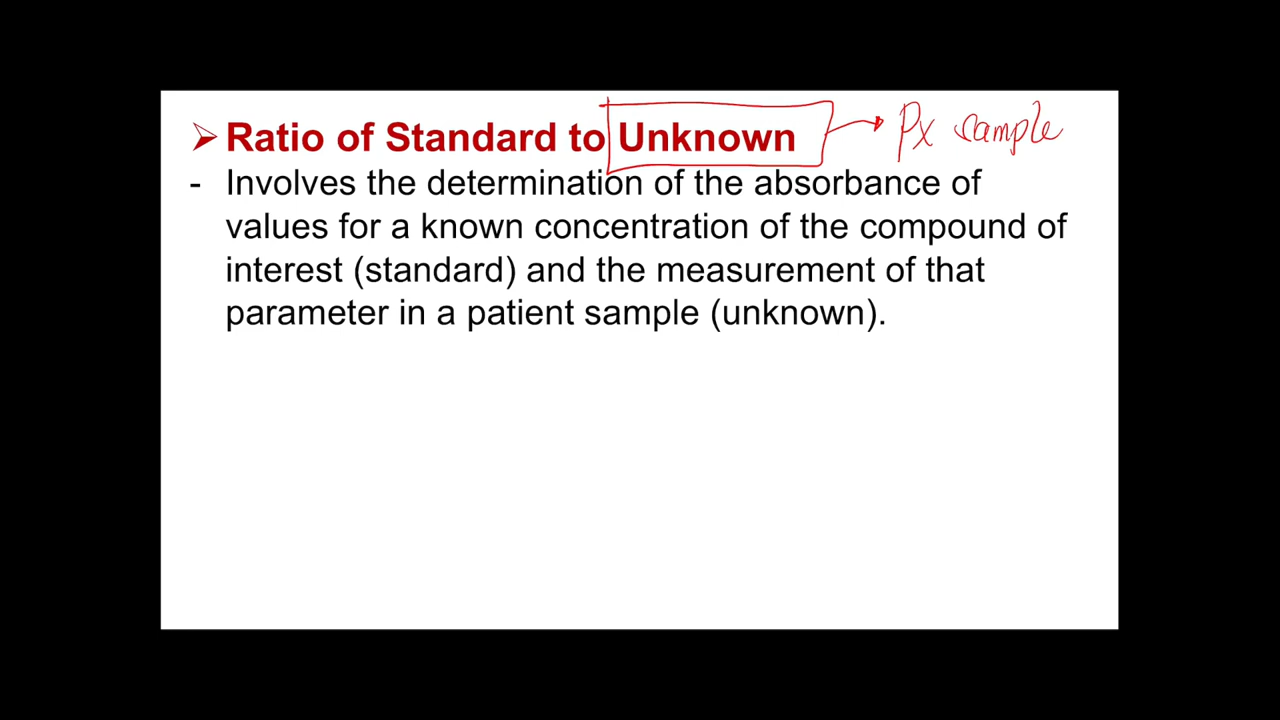 ➢ Ratio of Standard to Unknown → Px sample
- Involves the determination of the absorbance of
values for a known concentration of the compound of
interest (standard) and the measurement of that
parameter in a patient sample (unknown).